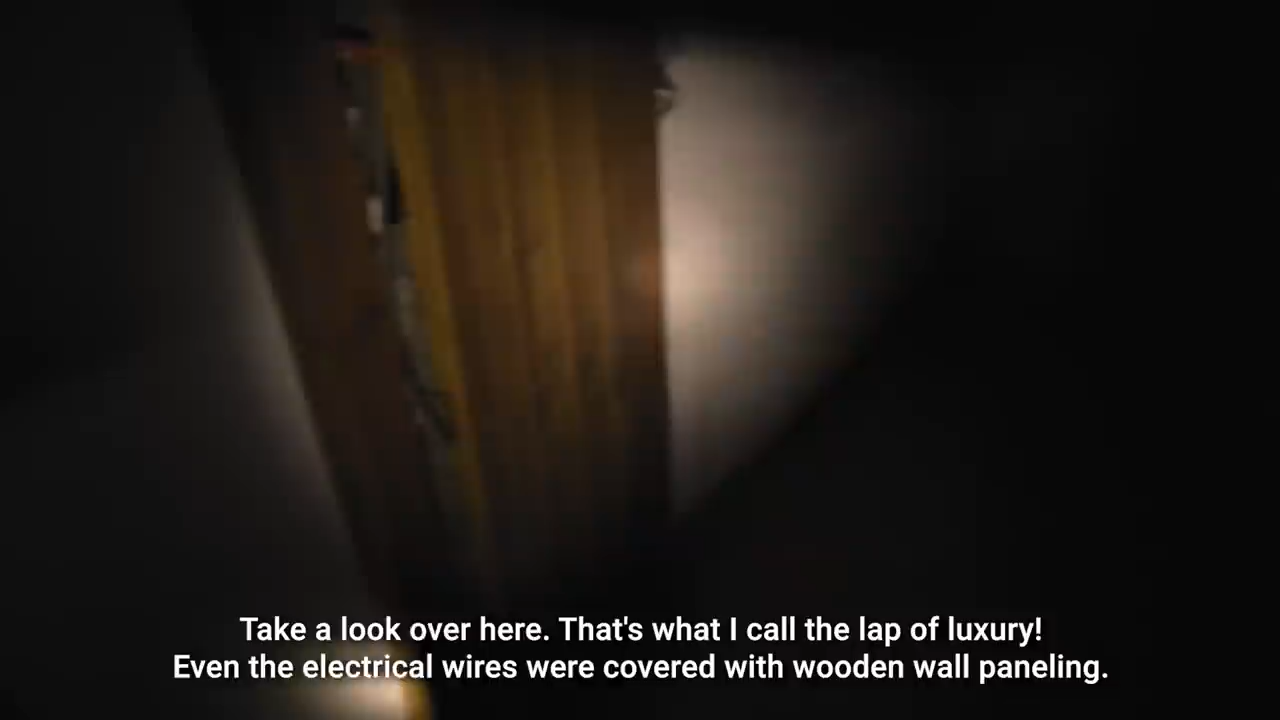 Take a look over here. That's what I call the lap of luxury!
Even the electrical wires were covered with wooden wall paneling.